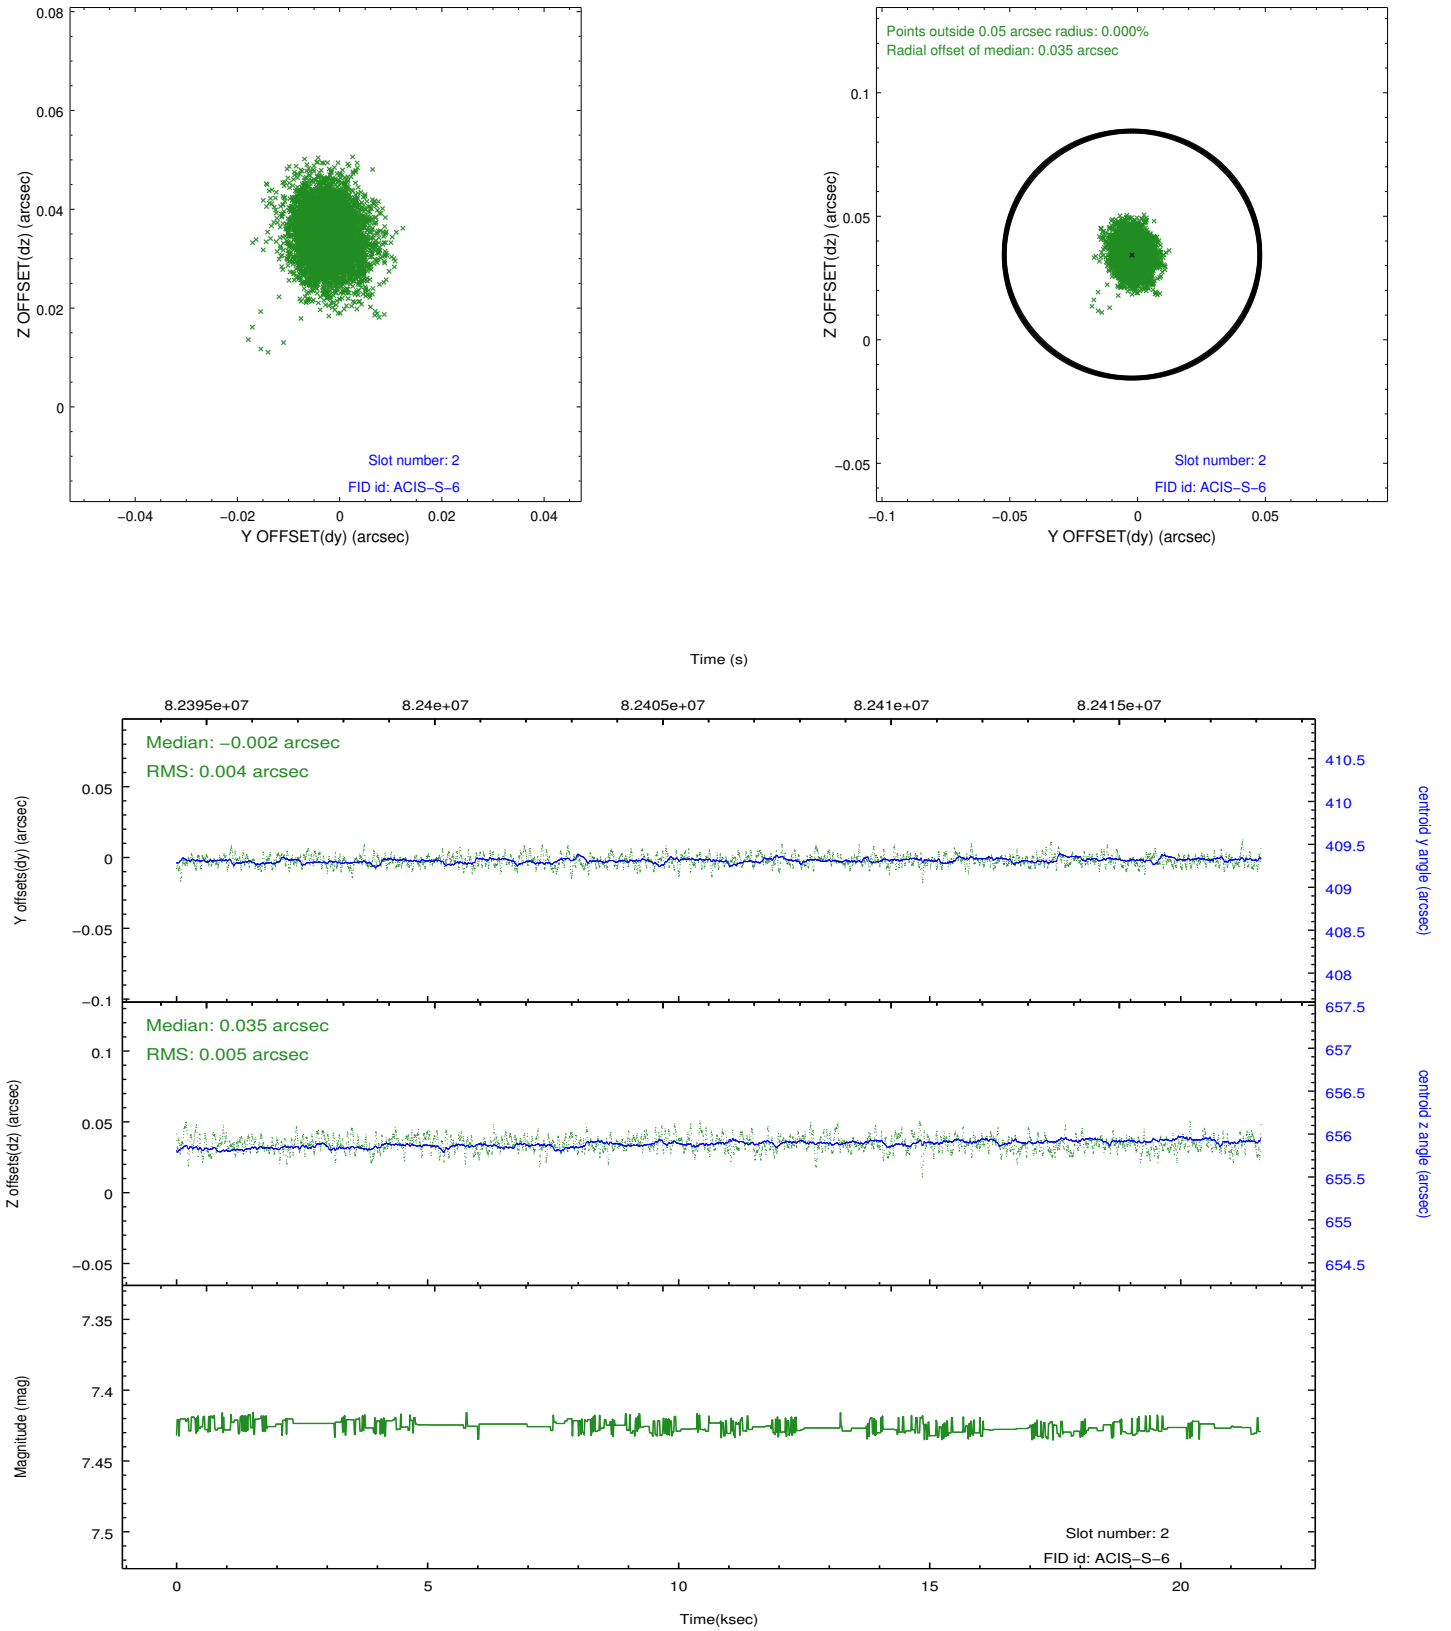 0.08
0.06
0.04
0.02
0
Z OFFSET(dz) (arcsec)
Slot number: 2
FID id: ACIS−S−6
−0.04 −0.02 0 0.02 0.04
Y OFFSET(dy) (arcsec)
Points outside 0.05 arcsec radius: 0.000%
Radial offset of median: 0.035 arcsec
0.1
0.05
0
−0.05
Z OFFSET(dz) (arcsec)
Slot number: 2
FID id: ACIS−S−6
−0.1 −0.05 0 0.05
Y OFFSET(dy) (arcsec)
Time (s)
8.2395e+07 8.24e+07 8.2405e+07 8.241e+07 8.2415e+07
Median: −0.002 arcsec
RMS: 0.004 arcsec
0.05
0
−0.05
−0.1
Y offsets(dy) (arcsec)
410.5
410
409.5
409
408.5
408
centroid y angle (arcsec)
Median: 0.035 arcsec
RMS: 0.005 arcsec
0.1
0.05
0
−0.05
Z offsets(dz) (arcsec)
657.5
657
656.5
656
655.5
655
654.5
centroid z angle (arcsec)
7.35
7.4
7.45
7.5
Magnitude (mag)
Slot number: 2
FID id: ACIS−S−6
0 5 10 15 20
Time(ksec)